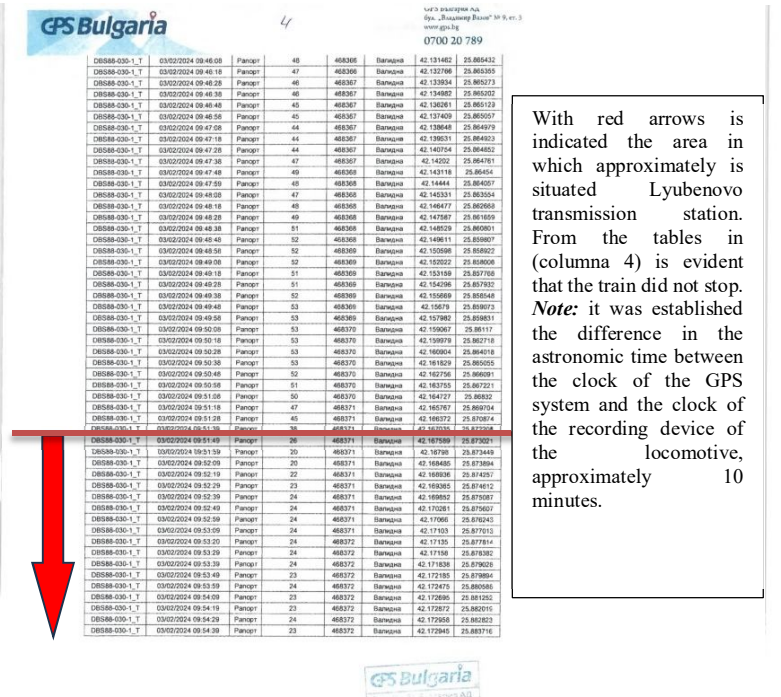 GPS Bulgaria
4
www.gps.bg
0700 20 789
DBS88-030-1_T 03/02/2024 09:46:08 Рапорт 46 468366 Валидна 42.131462 25.865432
DBS88-030-1_T 03/02/2024 09:46:18 Рапорт 47 468366 Валидна 42.132766 25.865355
DBS88-030-1_T 03/02/2024 09:46:28 Рапорт 46 468367 Валидна 42.133934 25.865273
DBS88-030-1_T 03/02/2024 09:46:38 Рапорт 46 468367 Валидна 42.134982 25.865202
DBS88-030-1_T 03/02/2024 09:46:48 Рапорт 45 468367 Валидна 42.136261 25.865123
DBS88-030-1_T 03/02/2024 09:46:58 Рапорт 45 468367 Валидна 42.137409 25.865057
DBS88-030-1_T 03/02/2024 09:47:08 Рапорт 44 468367 Валидна 42.138648 25.864979
DBS88-030-1_T 03/02/2024 09:47:18 Рапорт 44 468367 Валидна 42.139531 25.864923
DBS88-030-1_T 03/02/2024 09:47:28 Рапорт 44 468367 Валидна 42.140754 25.864852
DBS88-030-1_T 03/02/2024 09:47:38 Рапорт 47 468367 Валидна 42.14202 25.864761
DBS88-030-1_T 03/02/2024 09:47:48 Рапорт 49 468368 Валидна 42.143118 25.86454
DBS88-030-1_T 03/02/2024 09:47:59 Рапорт 48 468368 Валидна 42.14444 25.864057
DBS88-030-1_T 03/02/2024 09:48:08 Рапорт 47 468368 Валидна 42.145331 25.863554
DBS88-030-1_T 03/02/2024 09:48:18 Рапорт 48 468368 Валидна 42.146477 25.862668
DBS88-030-1_T 03/02/2024 09:48:28 Рапорт 49 468368 Валидна 42.147587 25.861659
DBS88-030-1_T 03/02/2024 09:48:38 Рапорт 51 468368 Валидна 42.148529 25.860801
DBS88-030-1_T 03/02/2024 09:48:48 Рапорт 52 468368 Валидна 42.149611 25.859807
DBS88-030-1_T 03/02/2024 09:48:58 Рапорт 52 468369 Валидна 42.150598 25.858922
DBS88-030-1_T 03/02/2024 09:49:08 Рапорт 52 468369 Валидна 42.152022 25.858008
DBS88-030-1_T 03/02/2024 09:49:18 Рапорт 51 468369 Валидна 42.153159 25.857768
DBS88-030-1_T 03/02/2024 09:49:28 Рапорт 51 468369 Валидна 42.154296 25.857932
DBS88-030-1_T 03/02/2024 09:49:38 Рапорт 52 468369 Валидна 42.155669 25.858548
DBS88-030-1_T 03/02/2024 09:49:48 Рапорт 53 468369 Валидна 42.15679 25.859073
DBS88-030-1_T 03/02/2024 09:49:58 Рапорт 53 468369 Валидна 42.157982 25.859831
DBS88-030-1_T 03/02/2024 09:50:08 Рапорт 53 468370 Валидна 42.159067 25.86117
DBS88-030-1_T 03/02/2024 09:50:18 Рапорт 53 468370 Валидна 42.159979 25.862718
DBS88-030-1_T 03/02/2024 09:50:28 Рапорт 53 468370 Валидна 42.160904 25.864018
DBS88-030-1_T 03/02/2024 09:50:38 Рапорт 53 468370 Валидна 42.161829 25.865055
DBS88-030-1_T 03/02/2024 09:50:48 Рапорт 52 468370 Валидна 42.162756 25.866091
DBS88-030-1_T 03/02/2024 09:50:58 Рапорт 51 468370 Валидна 42.163755 25.867221
DBS88-030-1_T 03/02/2024 09:51:08 Рапорт 50 468370 Валидна 42.164727 25.86832
DBS88-030-1_T 03/02/2024 09:51:18 Рапорт 47 468371 Валидна 42.165767 25.869704
DBS88-030-1_T 03/02/2024 09:51:28 Рапорт 45 468371 Валидна 42.166372 25.870874
DBS88-030-1_T 03/02/2024 09:51:39 Рапорт 38 468371 Валидна
DBS88-030-1_T 03/02/2024 09:51:49 Рапорт 26 468371 Валидна 42.167589 25.873021
DBS88-030-1_T 03/02/2024 09:51:59 Рапорт 20 468371 Валидна 42.16798 25.873449
DBS88-030-1_T 03/02/2024 09:52:09 Рапорт 20 468371 Валидна 42.168485 25.873894
DBS88-030-1_T 03/02/2024 09:52:19 Рапорт 22 468371 Валидна 42.168936 25.874257
DBS88-030-1_T 03/02/2024 09:52:29 Рапорт 23 468371 Валидна 42.169365 25.874612
DBS88-030-1_T 03/02/2024 09:52:39 Рапорт 24 468371 Валидна 42.169852 25.875087
DBS88-030-1_T 03/02/2024 09:52:49 Рапорт 24 468371 Валидна 42.170261 25.875607
DBS88-030-1_T 03/02/2024 09:52:59 Рапорт 24 468371 Валидна 42.17066 25.876243
DBS88-030-1_T 03/02/2024 09:53:09 Рапорт 24 468371 Валидна 42.17103 25.877013
DBS88-030-1_T 03/02/2024 09:53:20 Рапорт 24 468372 Валидна 42.17135 25.877814
DBS88-030-1_T 03/02/2024 09:53:29 Рапорт 24 468372 Валидна 42.17158 25.878382
DBS88-030-1_T 03/02/2024 09:53:39 Рапорт 24 468372 Валидна 42.171838 25.879028
DBS88-030-1_T 03/02/2024 09:53:49 Рапорт 23 468372 Валидна 42.172185 25.879894
DBS88-030-1_T 03/02/2024 09:53:59 Рапорт 24 468372 Валидна 42.172475 25.880586
DBS88-030-1_T 03/02/2024 09:54:09 Рапорт 23 468372 Валидна 42.172695 25.881252
DBS88-030-1_T 03/02/2024 09:54:19 Рапорт 23 468372 Валидна 42.172872 25.882016
DBS88-030-1_T 03/02/2024 09:54:29 Рапорт 24 468372 Валидна 42.172958 25.882823
DBS88-030-1_T 03/02/2024 09:54:39 Рапорт 23 468372 Валидна 42.172945 25.883716
With red arrows is
indicated the area in
which approximately is
situated Lyubenovo
transmission station.
From the tables in
(columna 4) is evident
that the train did not stop.
Note: it was established
the difference in the
astronomic time between
the clock of the GPS
system and the clock of
the recording device of
the locomotive,
approximately 10
minutes.
GPS Bulgaria